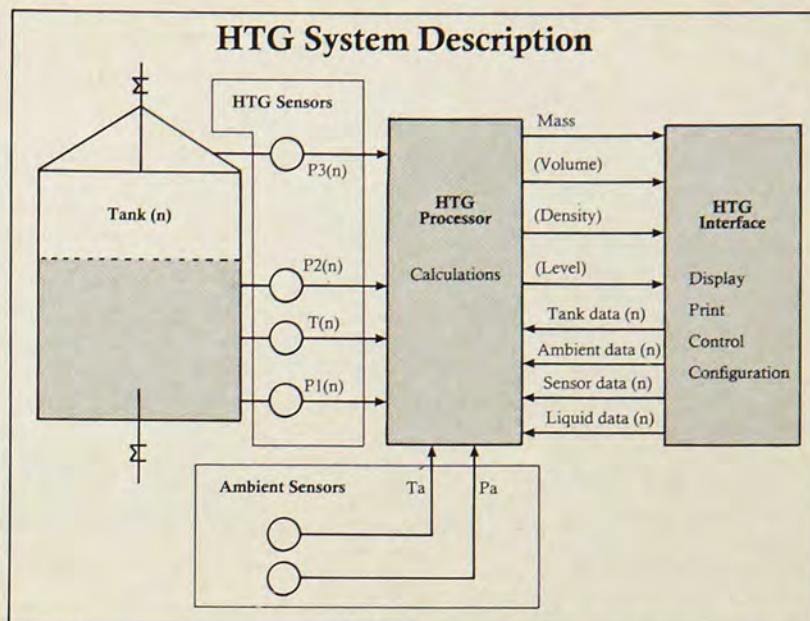 HTG System Description
HTG Sensors
P3(n)
Tank (n)
P2(n)
T(n)
P1(n)
HTG
Processor
Calculations
Mass
(Volume)
(Density)
(Level)
Tank data (n)
Ambient data (n)
Sensor data (n)
Liquid data (n)
HTG
Interface
Display
Print
Control
Configuration
Ambient Sensors
Ta
Pa